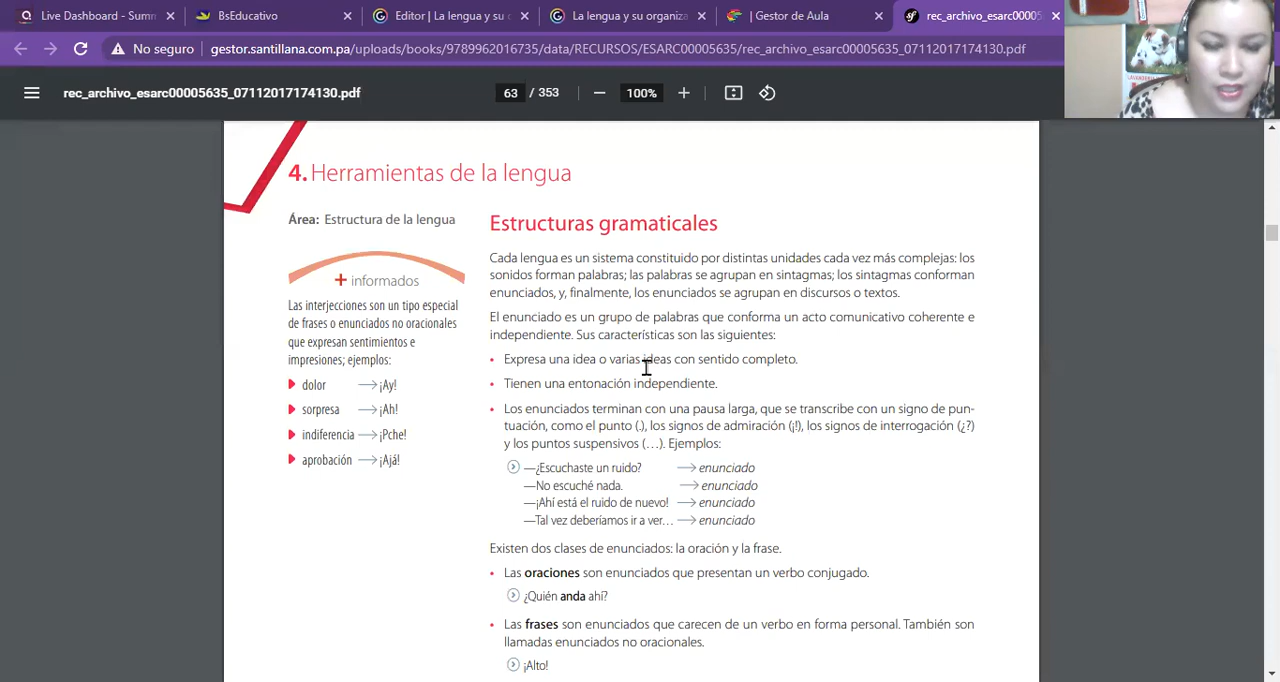 Live Dashboard - Summ
BsEducativo
Editor | La lengua y su c
La lengua y su organiza
| Gestor de Aula
rec_archivo_esarc00005
No seguro
gestor.santillana.com.pa/uploads/books/9789962016735/data/RECURSOS/ESARC00005635/rec_archivo_esarc00005635_07112017174130.pdf
rec_archivo_esarc00005635_07112017174130.pdf
63 / 353
100%
4. Herramientas de la lengua
Área: Estructura de la lengua
+ informados
Las interjecciones son un tipo especial
de frases o enunciados no oracionales
que expresan sentimientos e
impresiones; ejemplos:
dolor → ¡Ay!
sorpresa → ¡Ah!
indiferencia → ¡Pche!
aprobación → ¡Ajá!
Estructuras gramaticales
Cada lengua es un sistema constituido por distintas unidades cada vez más complejas: los
sonidos forman palabras; las palabras se agrupan en sintagmas; los sintagmas conforman
enunciados, y, finalmente, los enunciados se agrupan en discursos o textos.
El enunciado es un grupo de palabras que conforma un acto comunicativo coherente e
independiente. Sus características son las siguientes:
• Expresa una idea o varias ideas con sentido completo.
• Tienen una entonación independiente.
• Los enunciados terminan con una pausa larga, que se transcribe con un signo de pun-
tuación, como el punto (.), los signos de admiración (¡!), los signos de interrogación (¿?)
y los puntos suspensivos (…). Ejemplos:
—¿Escuchaste un ruido? → enunciado
—No escuché nada. → enunciado
—¡Ahí está el ruido de nuevo! → enunciado
—Tal vez deberíamos ir a ver… → enunciado
Existen dos clases de enunciados: la oración y la frase.
• Las oraciones son enunciados que presentan un verbo conjugado.
¿Quién anda ahí?
• Las frases son enunciados que carecen de un verbo en forma personal. También son
llamadas enunciados no oracionales.
¡Alto!